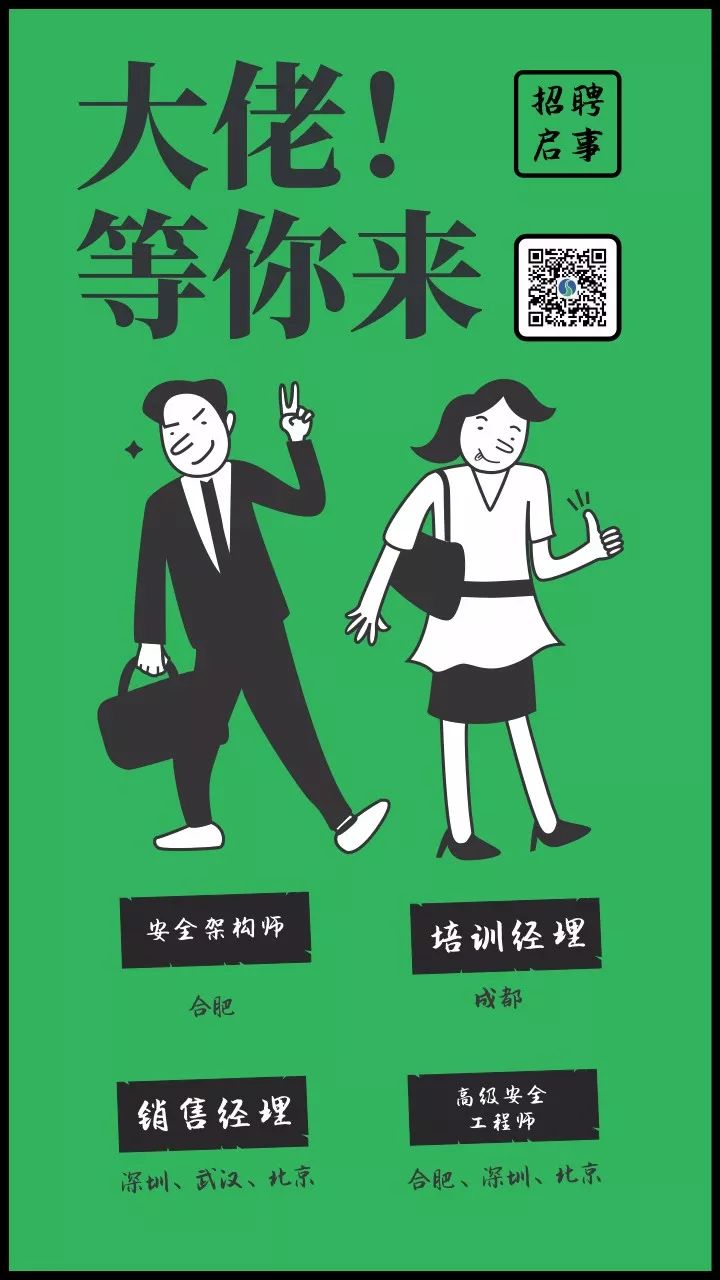 大佬！
等你来
招聘
启事
安全架构师
合肥
培训经理
成都
销售经理
深圳、武汉、北京
高级安全
工程师
合肥、深圳、北京